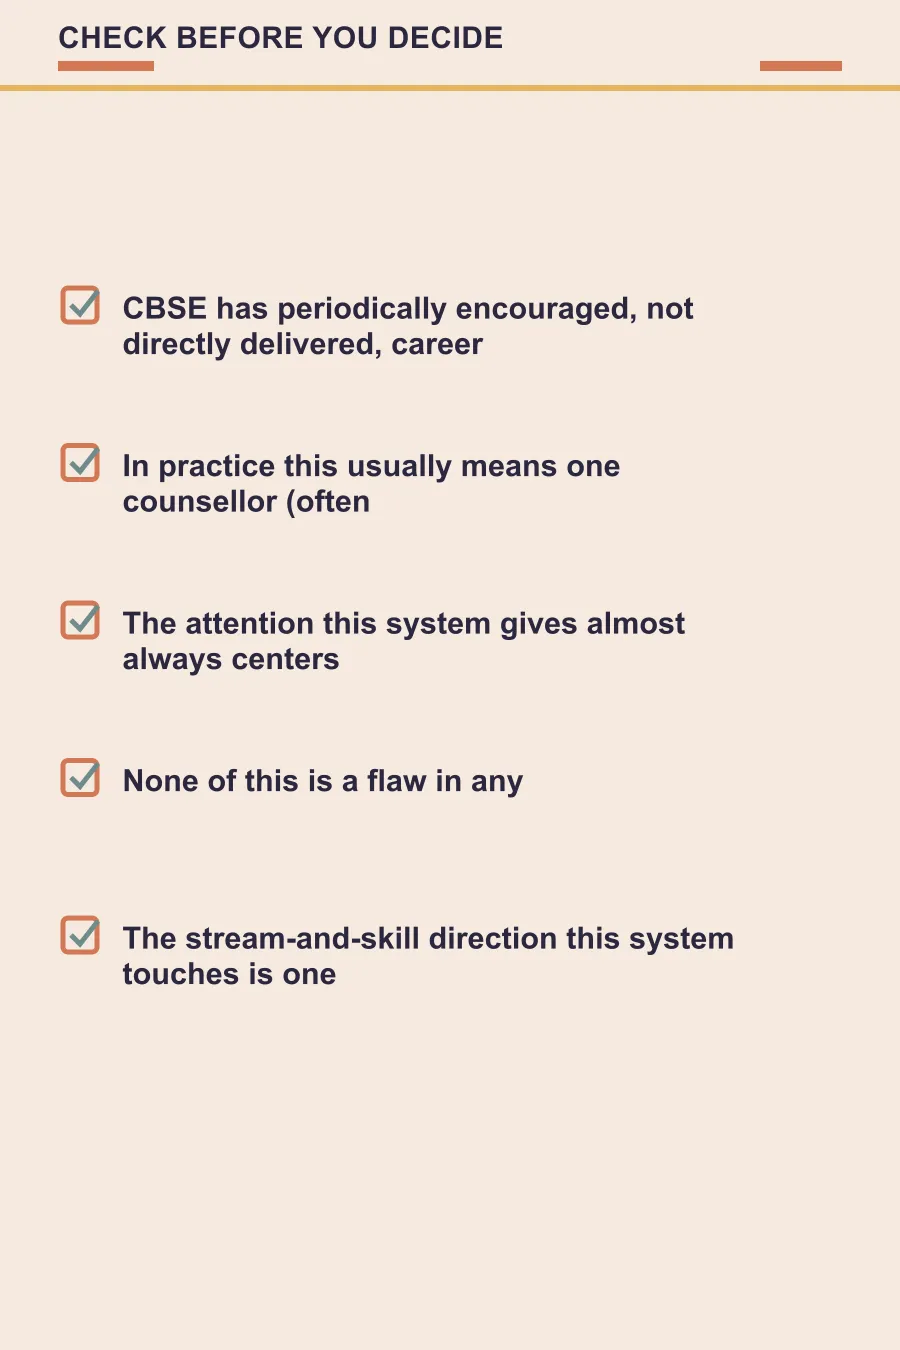 CHECK BEFORE YOU DECIDE
CBSE has periodically encouraged, not
directly delivered, career
In practice this usually means one
counsellor (often
The attention this system gives almost
always centers
None of this is a flaw in any
The stream-and-skill direction this system
touches is one